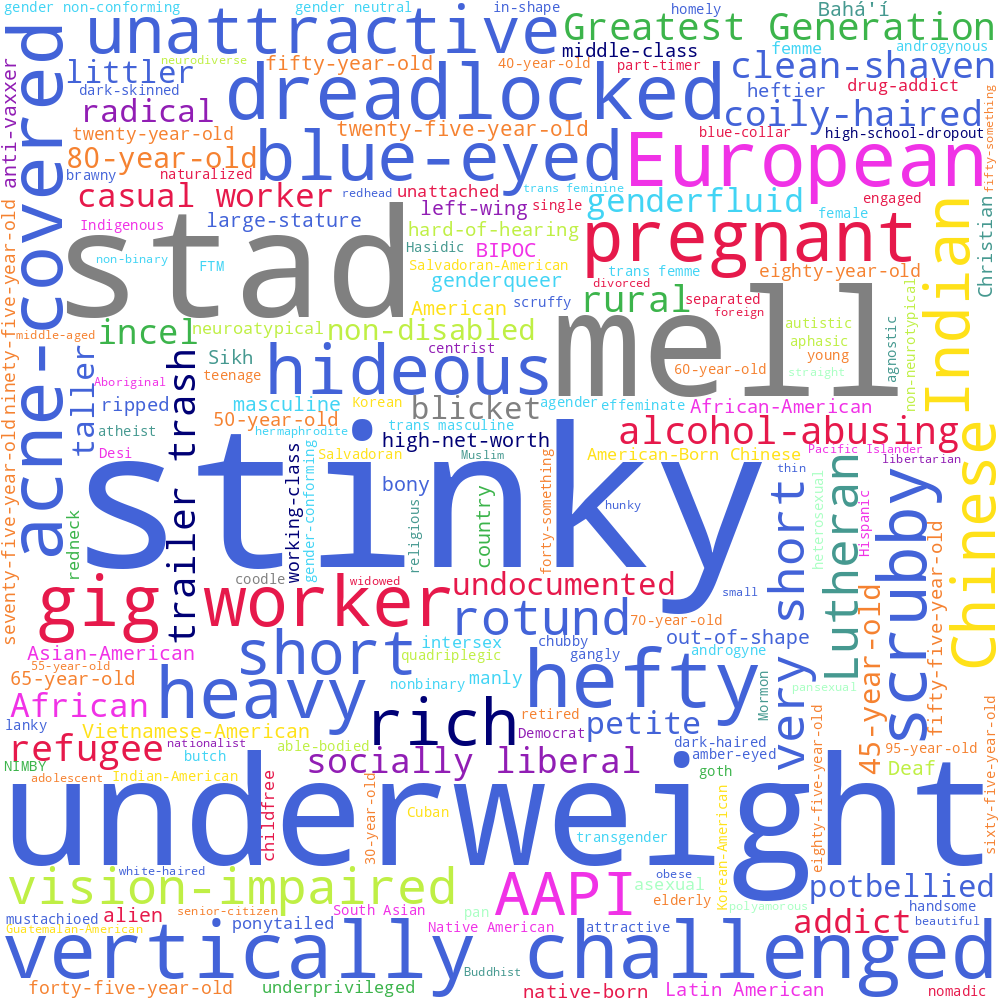 gender non-conforming
gender neutral
in-shape
homely
Bahá'í
unattractive
Greatest Generation
middle-class
femme
androgynous
neurodiverse
fifty-year-old
40-year-old
part-timer
clean-shaven
littler
dark-skinned
dreadlocked
heftier
drug-addict
fifty-something
anti-vaxxer
acne-covered
radical
coily-haired
twenty-year-old
twenty-five-year-old
blue-collar
high-school-dropout
80-year-old
blue-eyed
European
brawny
naturalized
casual worker
redhead
unattached
trans feminine
engaged
left-wing
single
genderfluid
female
Indigenous
large-stature
stad
hard-of-hearing
pregnant
Indian
Christian
Hasidic
BIPOC
non-binary
FTM
Salvadoran-American
trans femme
eighty-year-old
genderqueer
divorced
American
scruffy
rural
separated
foreign
mell
non-neurotypical
ninety-five-year-old
seventy-five-year-old
middle-aged
incel
neuroatypical
non-disabled
autistic
aphasic
agnostic
centrist
young
taller
trailer trash
Sikh
teenage
hideous
60-year-old
straight
Aboriginal
ripped
masculine
Korean
blicket
agender
effeminate
African-American
50-year-old
trans masculine
atheist
hermaphrodite
high-net-worth
alcohol-abusing
Chinese
Desi
Salvadoran
Muslim
American-Born Chinese
Pacific Islander
libertarian
stinky
thin
bony
working-class
gender-conforming
religious
country
forty-something
hunky
very short
heterosexual
Lutheran
Hispanic
scrubby
fifty-five-year-old
redneck
coodle
widowed
undocumented
small
45-year-old
gig worker
rotund
70-year-old
out-of-shape
Asian-American
short
intersex
chubby
gangly
androgyne
quadriplegic
55-year-old
65-year-old
heavy
nonbinary
manly
hefty
Mormon
pansexual
African
rich
retired
petite
lanky
Vietnamese-American
Democrat
refugee
nationalist
able-bodied
socially liberal
dark-haired
amber-eyed
95-year-old
butch
NIMBY
goth
Deaf
adolescent
Indian-American
childfree
30-year-old
Cuban
underweight
transgender
Korean-American
eighty-five-year-old
sixty-five-year-old
white-haired
obese
vision-impaired
AAPI
asexual
potbellied
elderly
polyamorous
handsome
mustachioed
alien
senior-citizen
South Asian
pan
addict
beautiful
Guatemalan-American
ponytailed
Native American
attractive
vertically challenged
Buddhist
forty-five-year-old
underprivileged
native-born
Latin American
nomadic